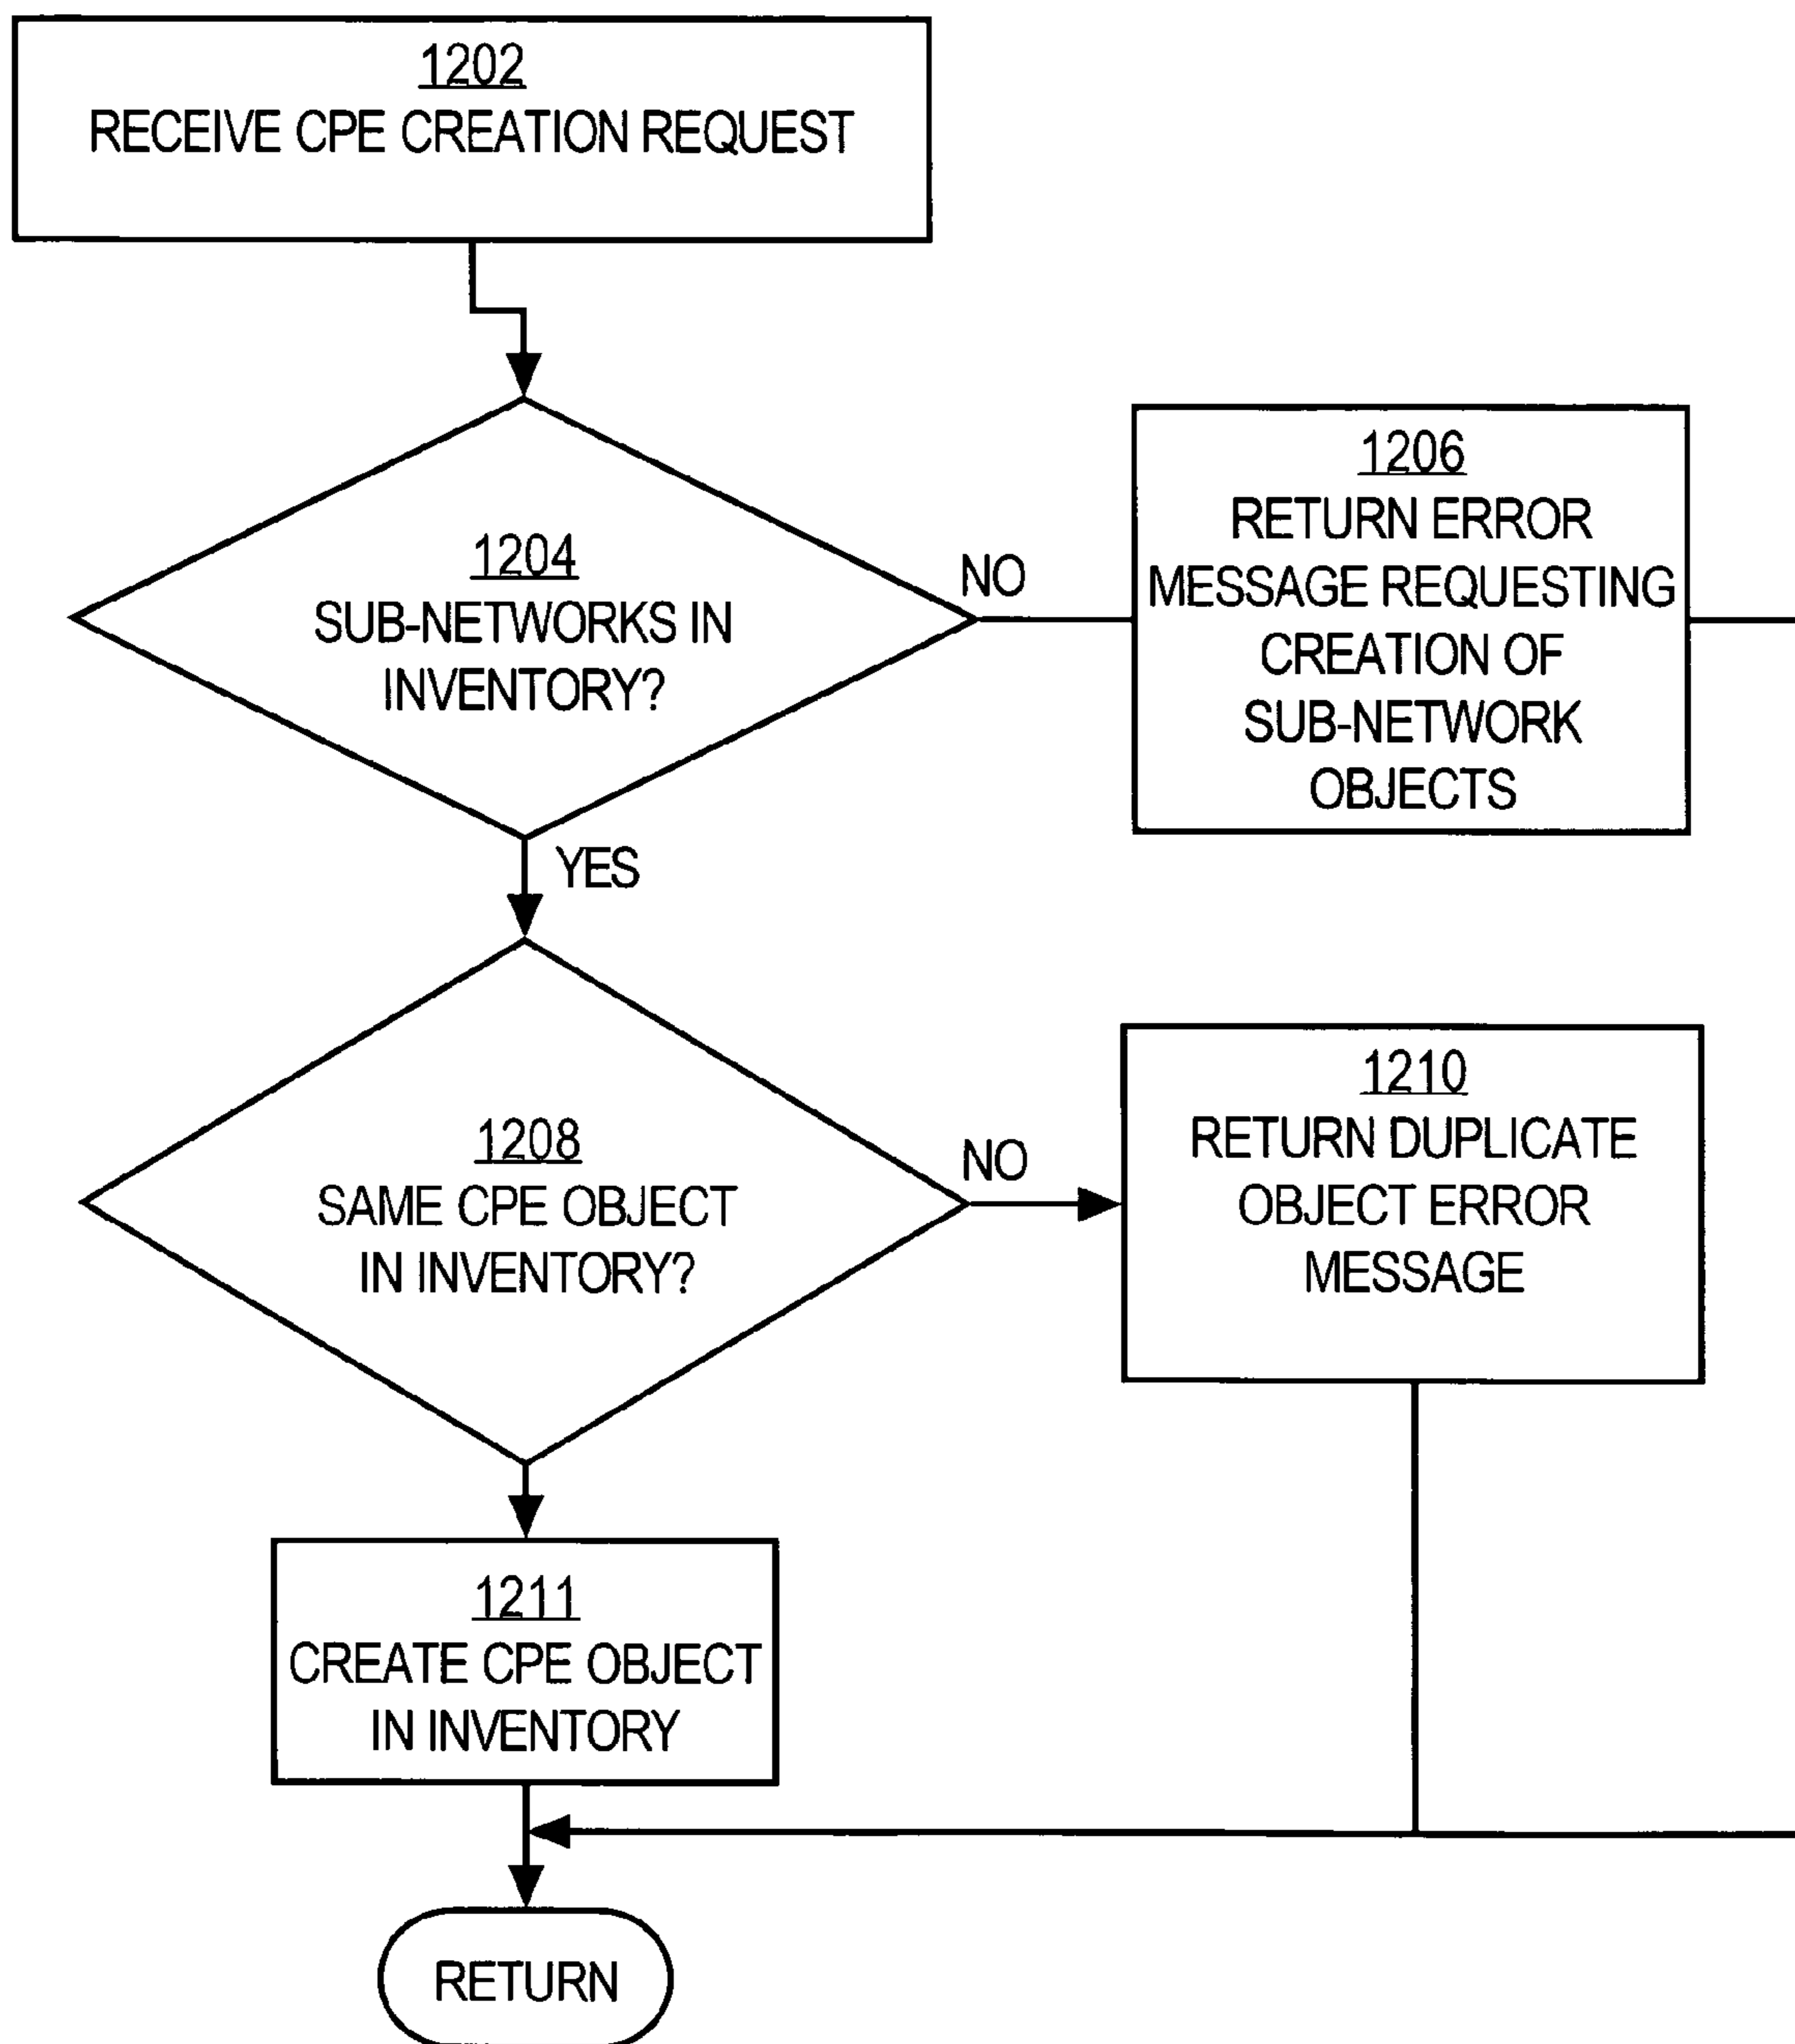 1202
RECEIVE CPE CREATION REQUEST
1204
SUB-NETWORKS IN
INVENTORY?
NO
1206
RETURN ERROR
MESSAGE REQUESTING
CREATION OF
SUB-NETWORK
OBJECTS
YES
1208
SAME CPE OBJECT
IN INVENTORY?
NO
1210
RETURN DUPLICATE
OBJECT ERROR
MESSAGE
1211
CREATE CPE OBJECT
IN INVENTORY
RETURN